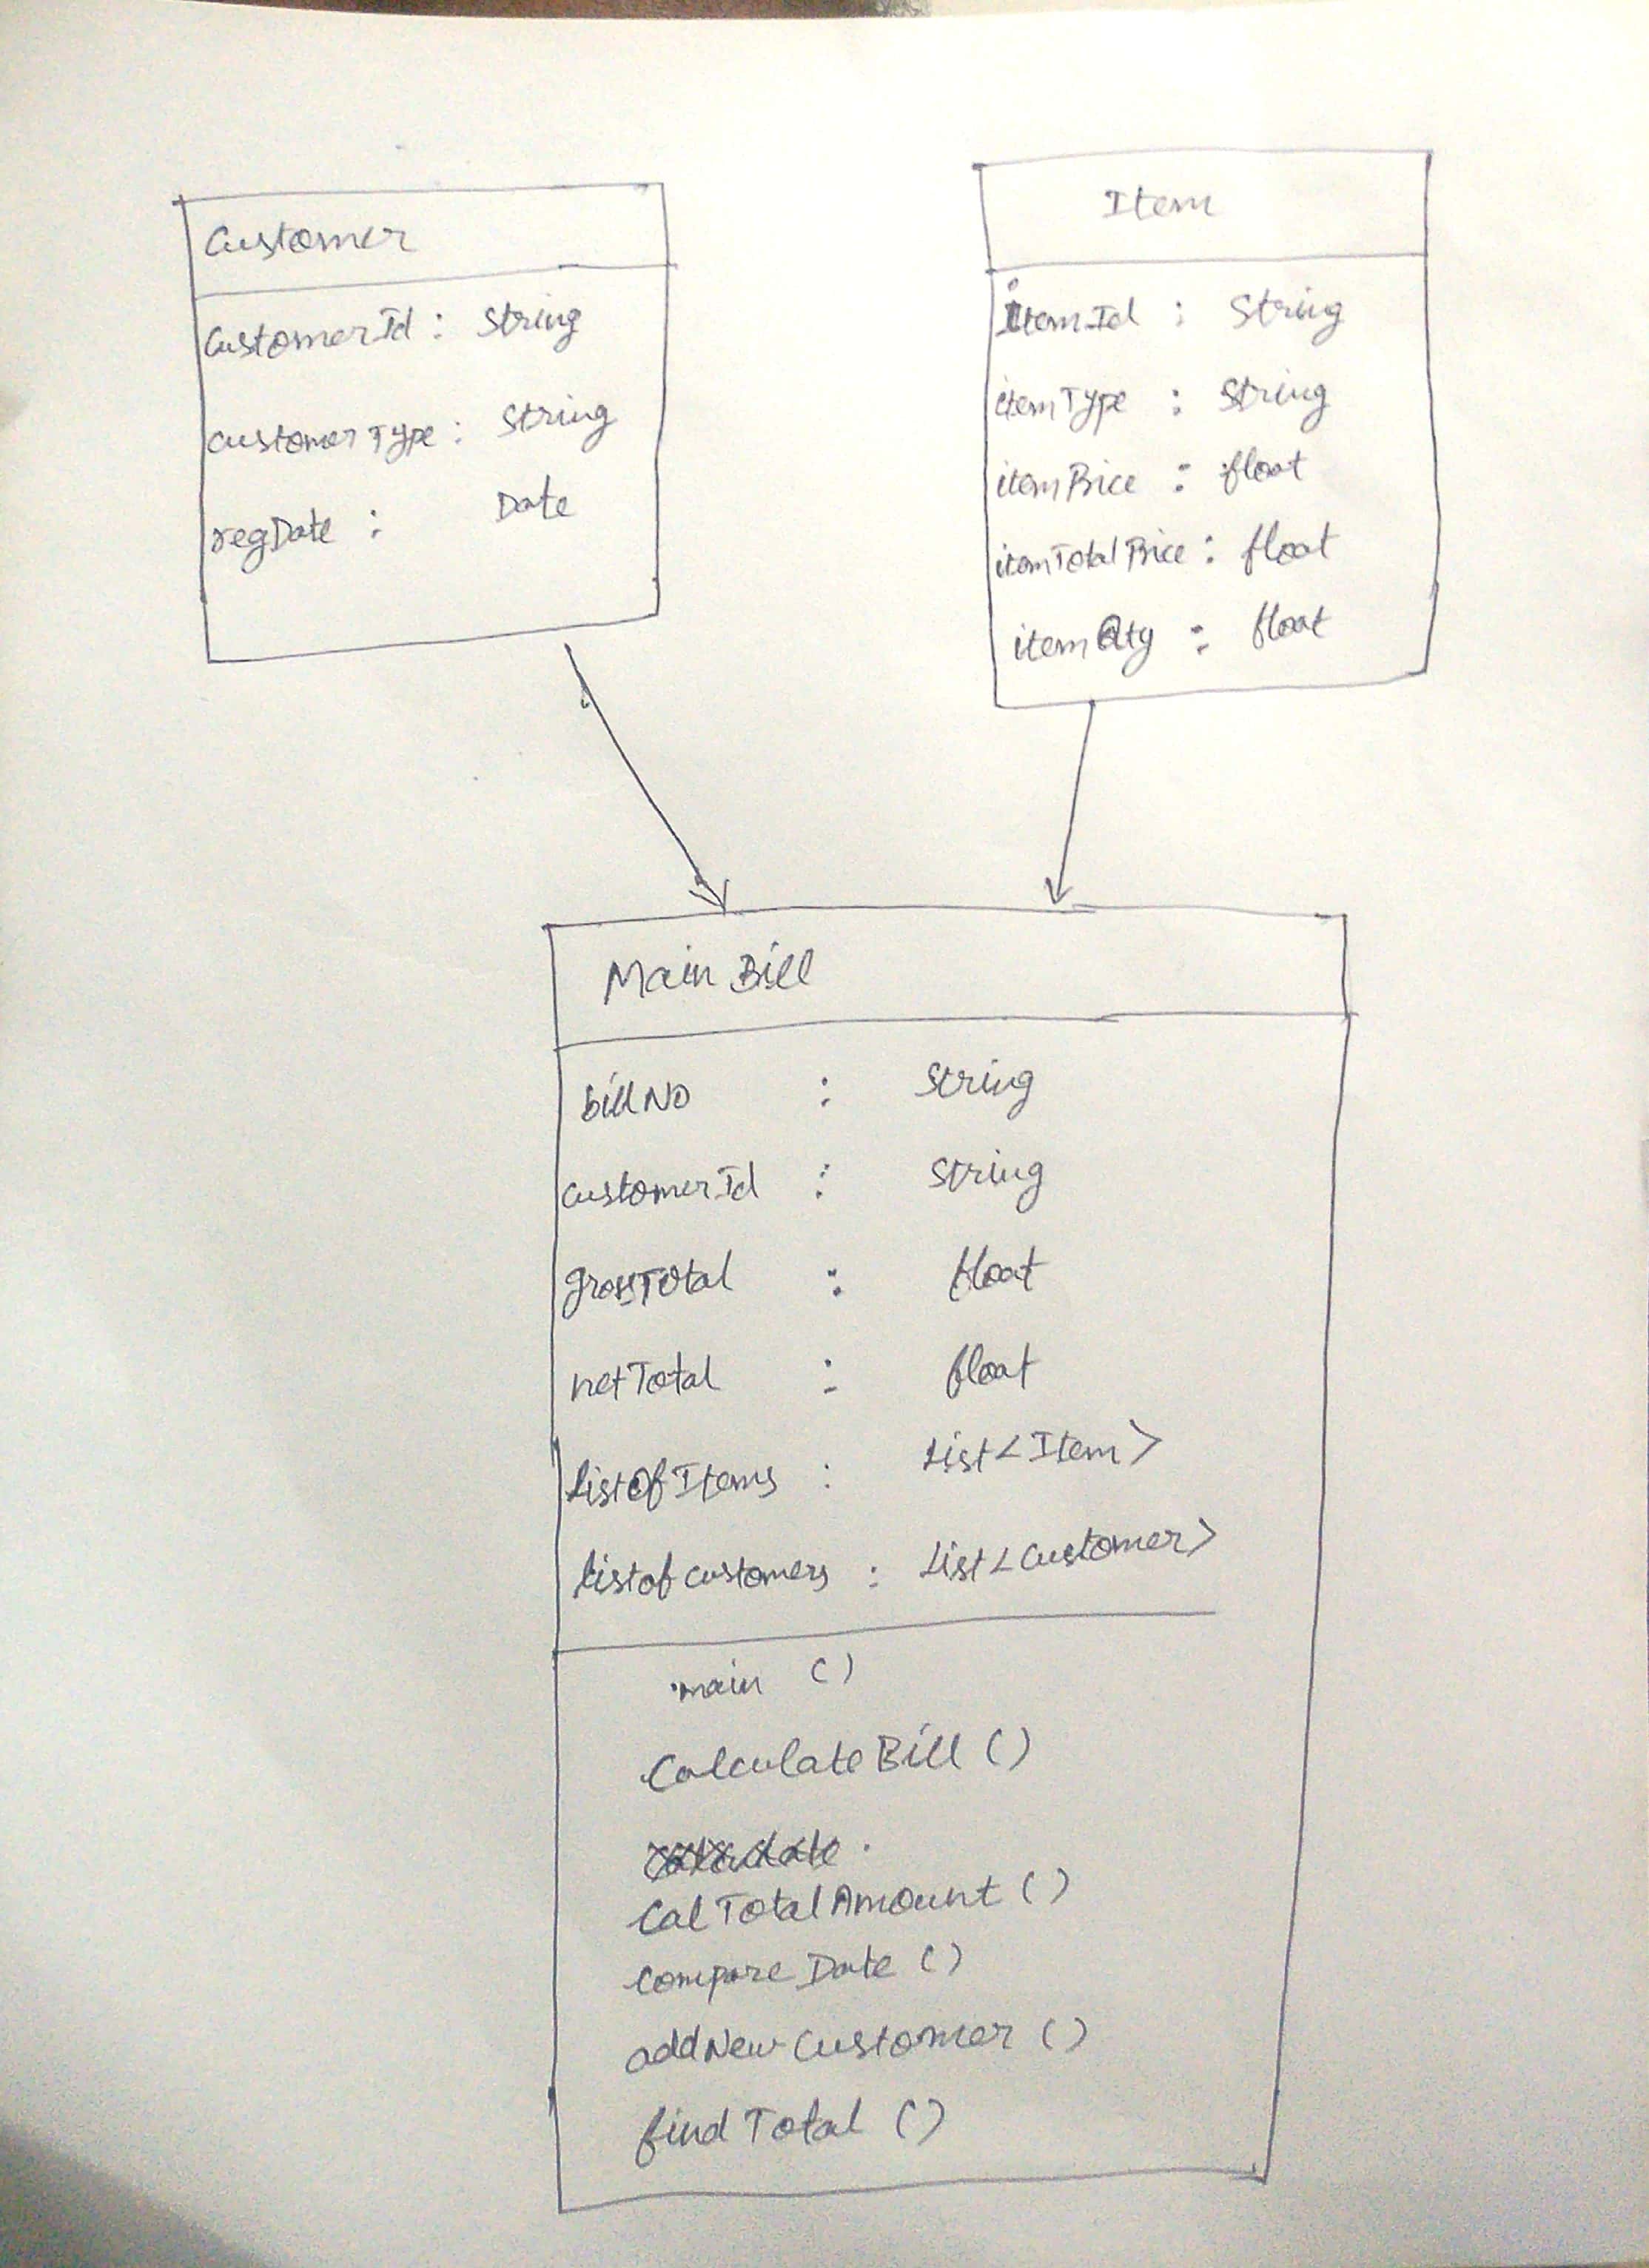 Customer
CustomerId : String
customerType : String
regDate : Date
Item
itemId : String
itemType : String
itemPrice : float
itemTotalPrice : float
itemQty : float
Main Bill
billNo : String
customerId : String
grossTotal : float
netTotal : float
listOfItems : List<Item>
listofcustomers : List<Customer>
main ()
CalculateBill ()
CalTotalAmount ()
compareDate ()
addNewCustomer ()
findTotal ()